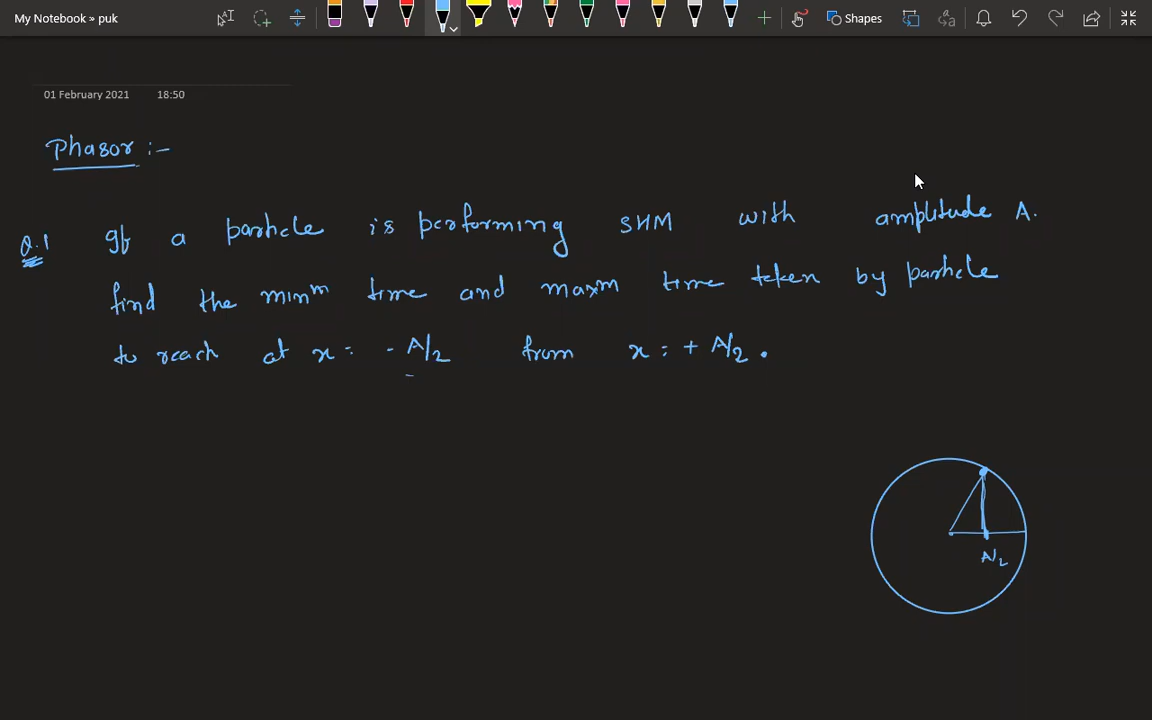 My Notebook » puk
Shapes
01 February 2021 18:50
Phasor :-
Q.1 If a particle is performing SHM with amplitude A.
find the minm time and maxm time taken by particle
to reach at x = - A/2 from x = + A/2 .
A/2